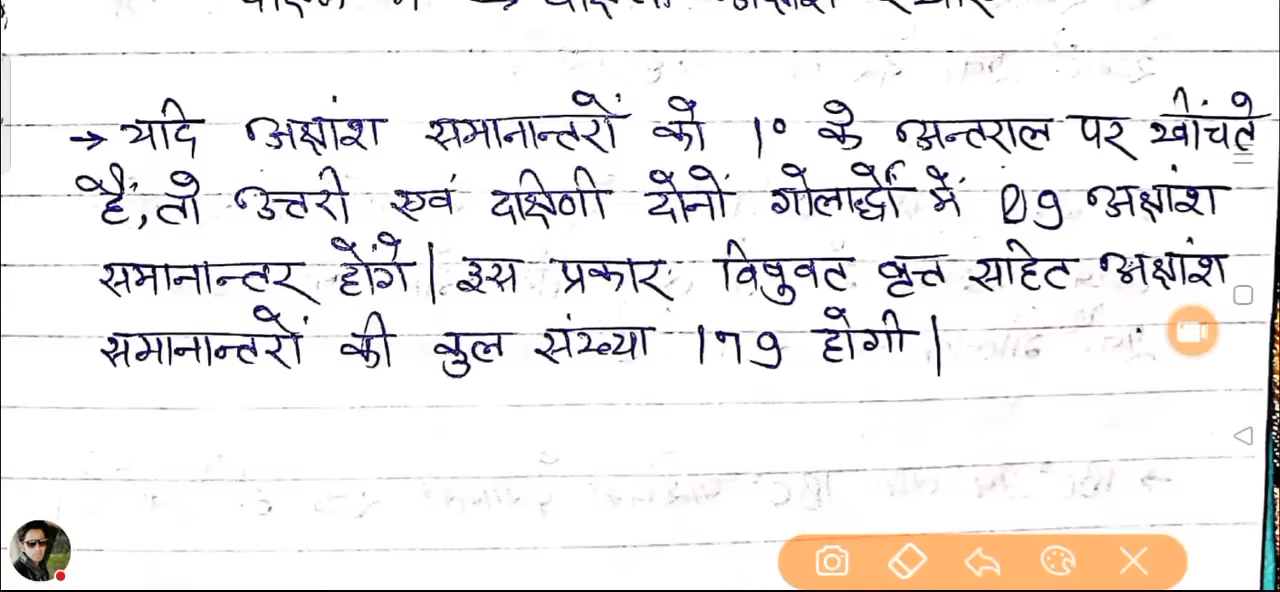 → यदि अक्षांश समानान्तरों को 1° के अन्तराल पर खींचते
हैं, तो उत्तरी एवं दक्षिणी दोनों गोलार्द्धों में 89 अक्षांश
समानान्तर होंगे। इस प्रकार विषुवत वृत्त सहित अक्षांश
समानान्तरों की कुल संख्या 179 होगी।